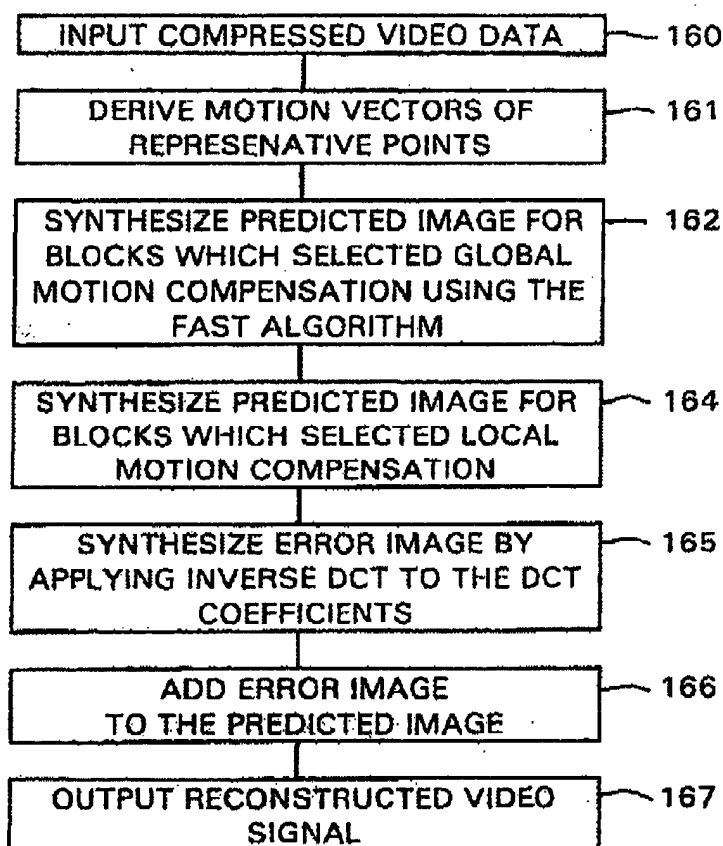 INPUT COMPRESSED VIDEO DATA 160
DERIVE MOTION VECTORS OF 161
REPRESENATIVE POINTS
SYNTHESIZE PREDICTED IMAGE FOR 162
BLOCKS WHICH SELECTED GLOBAL
MOTION COMPENSATION USING THE
FAST ALGORITHM
SYNTHESIZE PREDICTED IMAGE FOR 164
BLOCKS WHICH SELECTED LOCAL
MOTION COMPENSATION
SYNTHESIZE ERROR IMAGE BY 165
APPLYING INVERSE DCT TO THE DCT
COEFFICIENTS
ADD ERROR IMAGE 166
TO THE PREDICTED IMAGE
OUTPUT RECONSTRUCTED VIDEO 167
SIGNAL